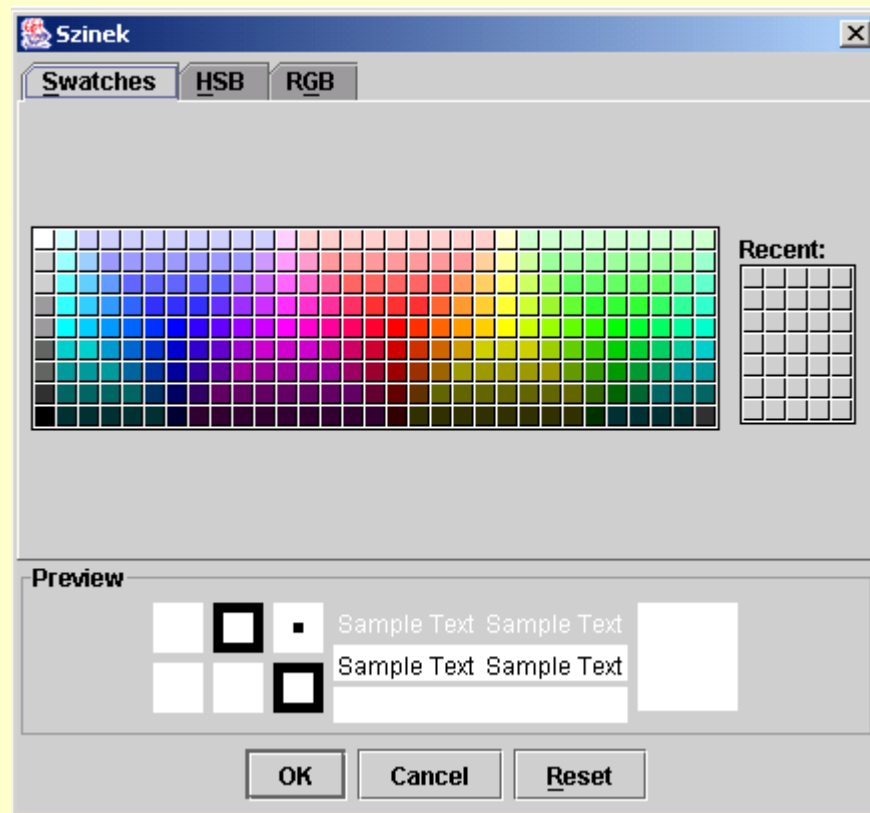 Szinek
Swatches HSB RGB
Recent:
Preview
Sample Text Sample Text
Sample Text Sample Text
OK Cancel Reset